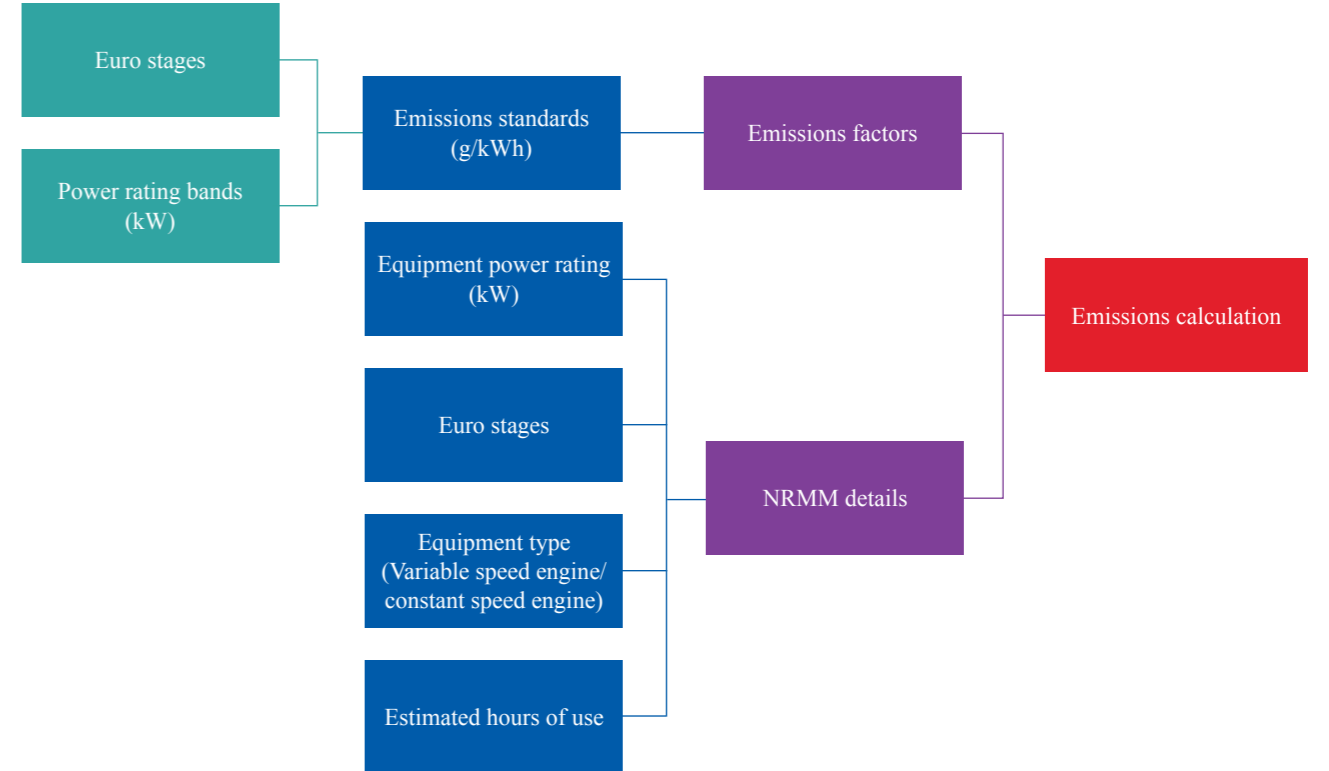 Euro stages
Power rating bands
(kW)
Emissions standards
(g/kWh)
Emissions factors
Equipment power rating
(kW)
Euro stages
Equipment type
(Variable speed engine/
constant speed engine)
Estimated hours of use
NRMM details
Emissions calculation